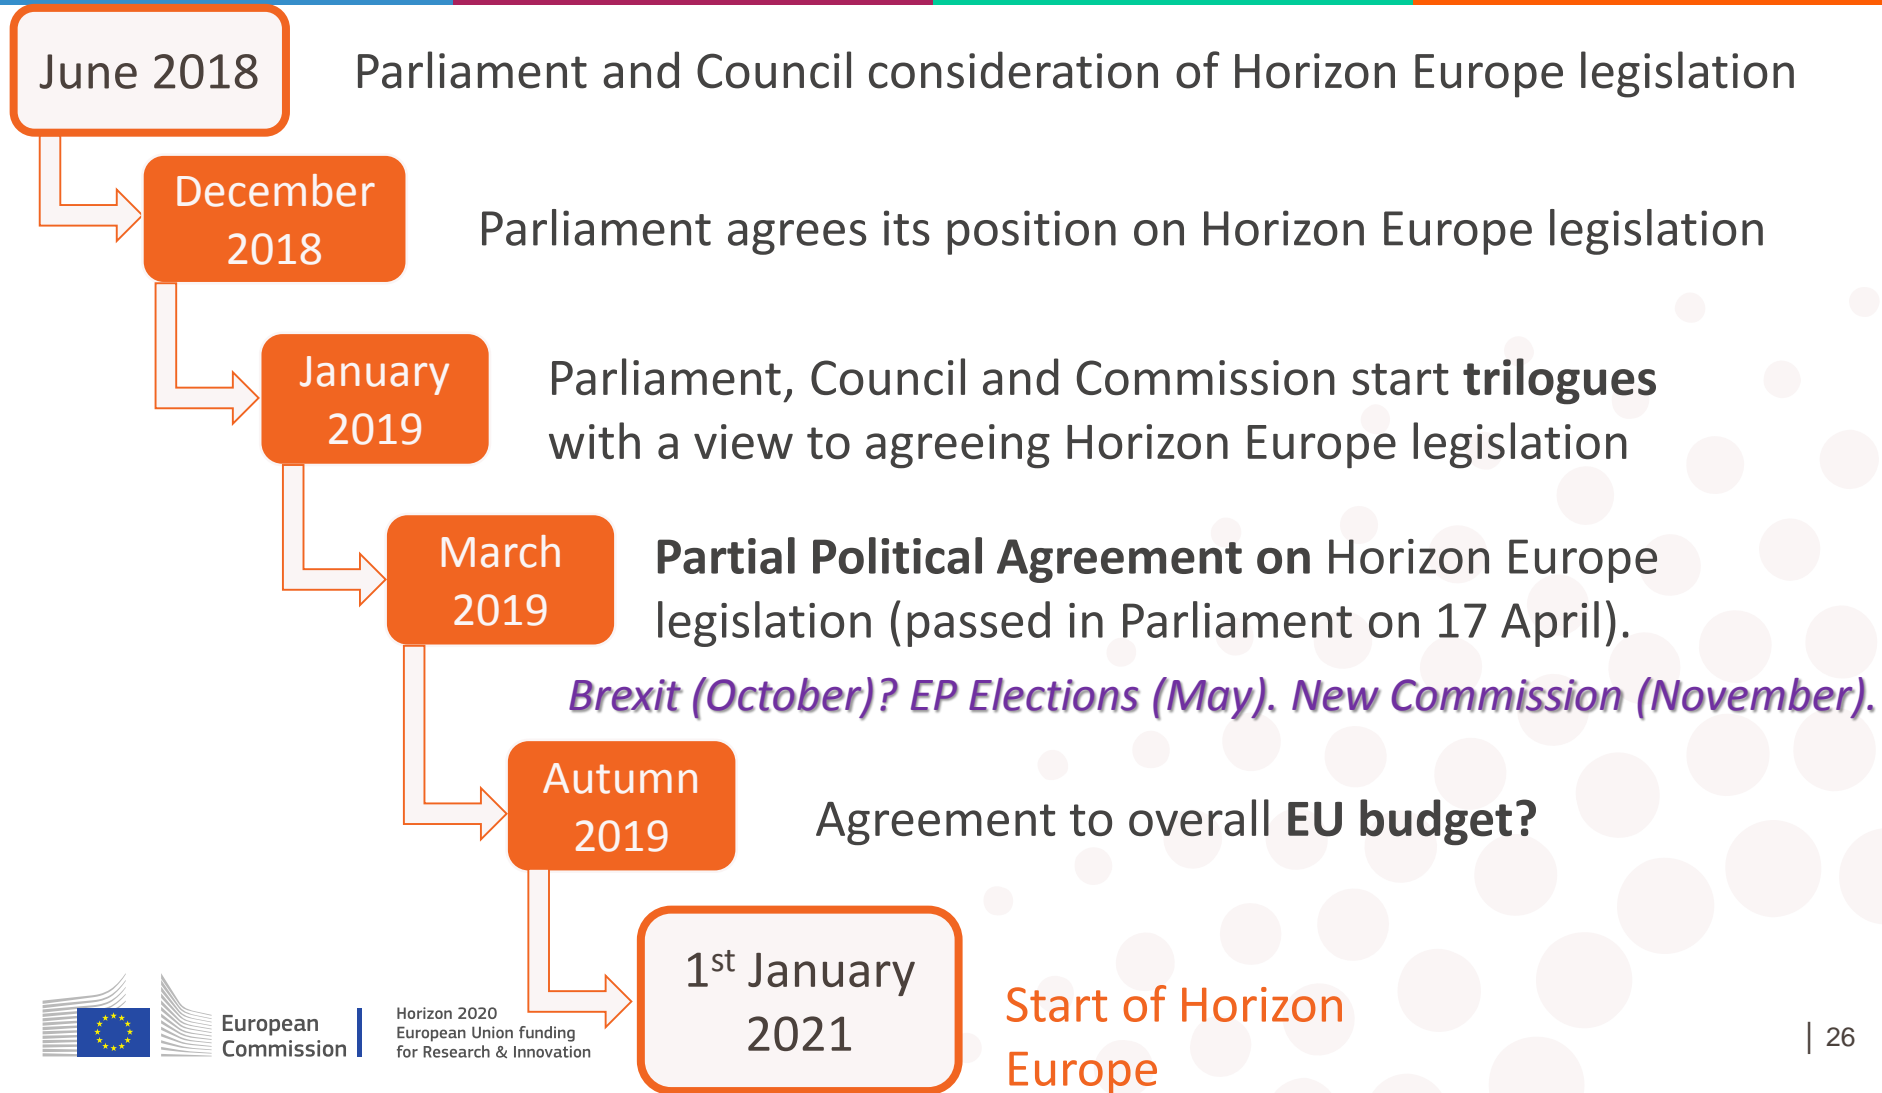 June 2018
Parliament and Council consideration of Horizon Europe legislation
December
2018
Parliament agrees its position on Horizon Europe legislation
January
2019
Parliament, Council and Commission start trilogues
with a view to agreeing Horizon Europe legislation
March
2019
Partial Political Agreement on Horizon Europe
legislation (passed in Parliament on 17 April).
Brexit (October)? EP Elections (May). New Commission (November).
Autumn
2019
Agreement to overall EU budget?
1st January
2021
Start of Horizon
Europe
European
Commission
Horizon 2020
European Union funding
for Research & Innovation
| 26